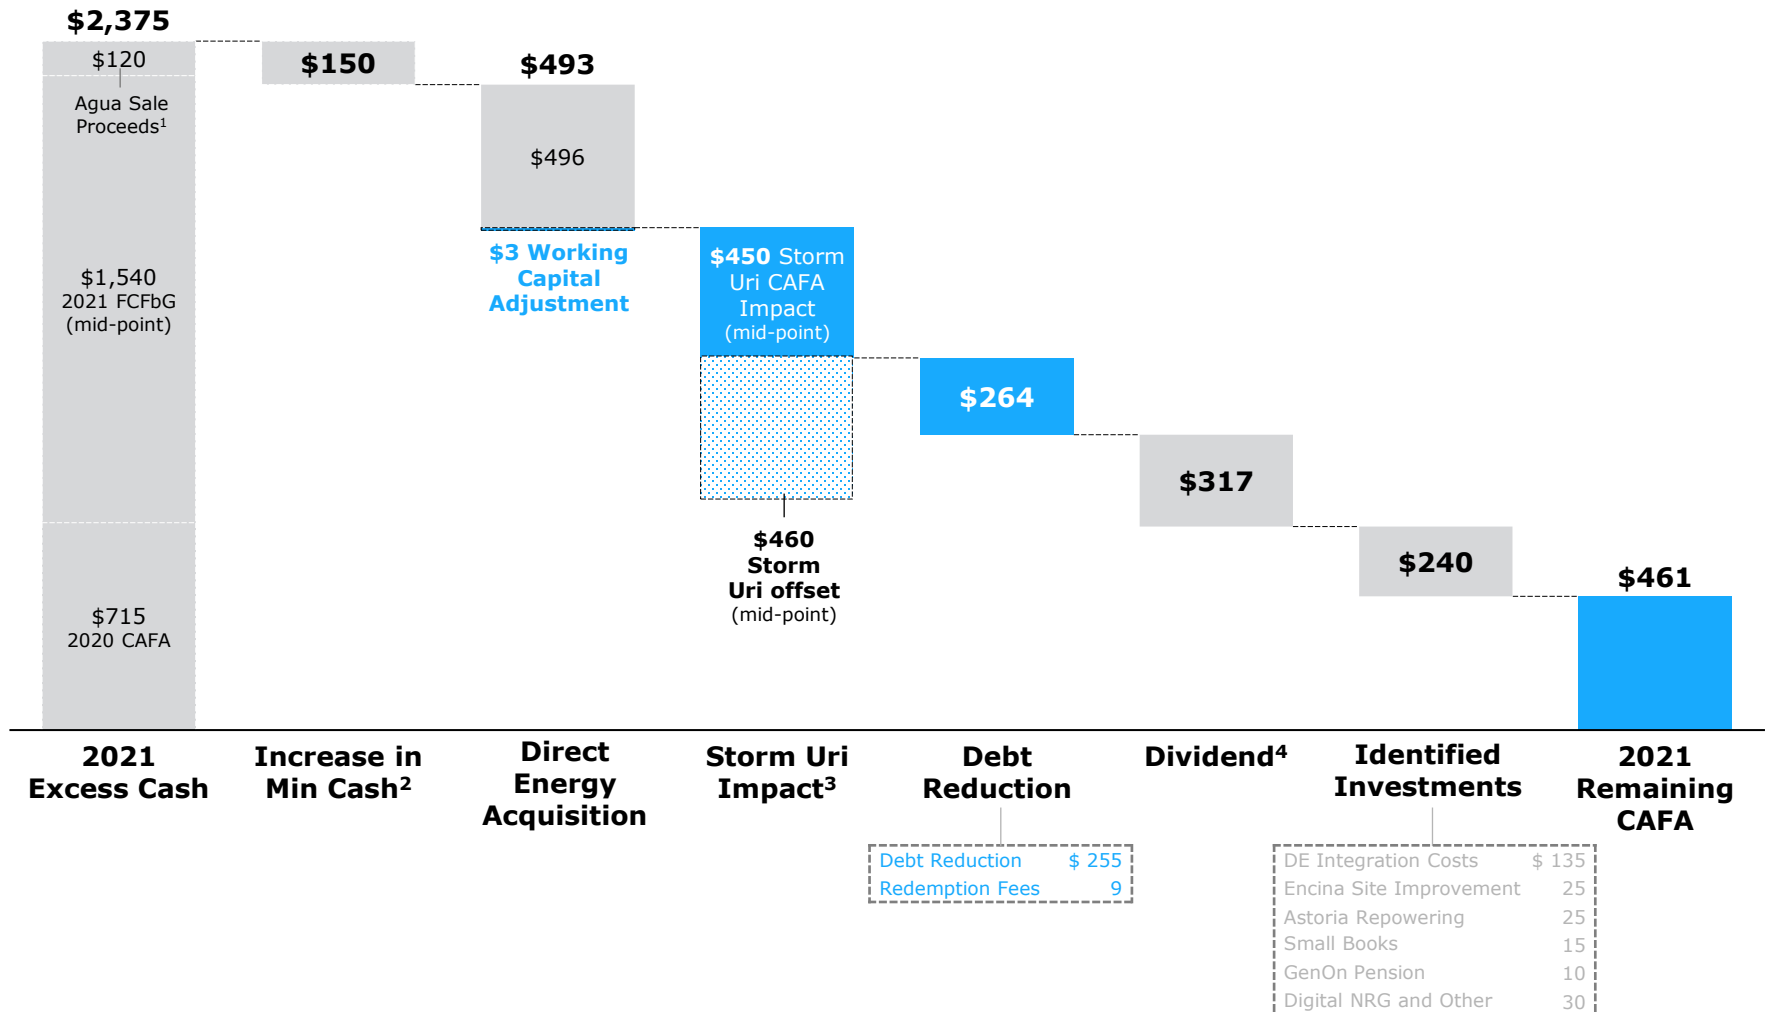 $2,375
$120
Agua Sale
Proceeds¹
$1,540
2021 FCFbG
(mid-point)
$715
2020 CAFA
$150
$493
$496
$3 Working
Capital
Adjustment
$450 Storm
Uri CAFA
Impact
(mid-point)
$460
Storm
Uri offset
(mid-point)
$264
$317
$240
$461
2021
Excess Cash
Increase in
Min Cash²
Direct
Energy
Acquisition
Storm Uri
Impact³
Debt
Reduction
Dividend⁴
Identified
Investments
2021
Remaining
CAFA
Debt Reduction $ 255
Redemption Fees 9
DE Integration Costs $ 135
Encina Site Improvement 25
Astoria Repowering 25
Small Books 15
GenOn Pension 10
Digital NRG and Other 30